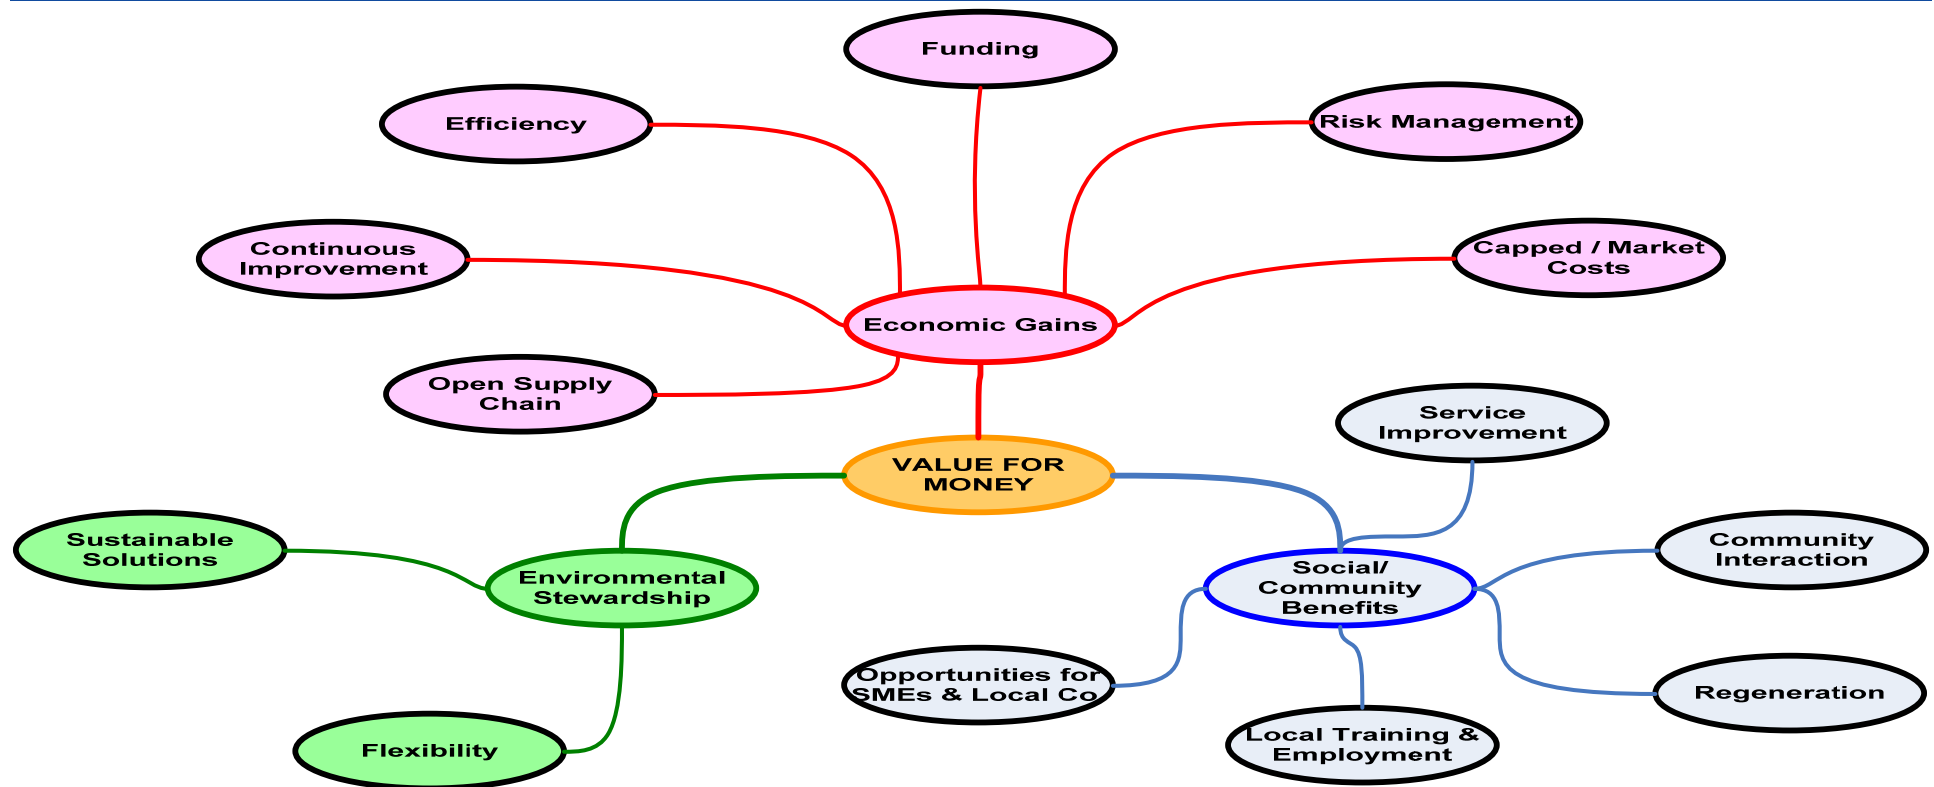 Funding
Efficiency
Risk Management
Continuous
Improvement
Capped / Market
Costs
Economic Gains
Open Supply
Chain
Service
Improvement
VALUE FOR
MONEY
Sustainable
Solutions
Community
Interaction
Environmental
Stewardship
Social/
Community
Benefits
Opportunities for
SMEs & Local Co.
Regeneration
Local Training &
Employment
Flexibility